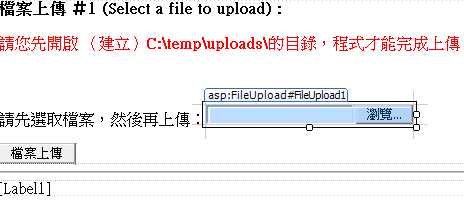 檔案上傳 #1 (Select a file to upload)：
請您先開啟〈建立〉C:\temp\uploads\的目錄，程式才能完成上傳
asp:FileUpload#FileUpload1
請先選取檔案，然後再上傳： 瀏覽...
檔案上傳
[Label1]